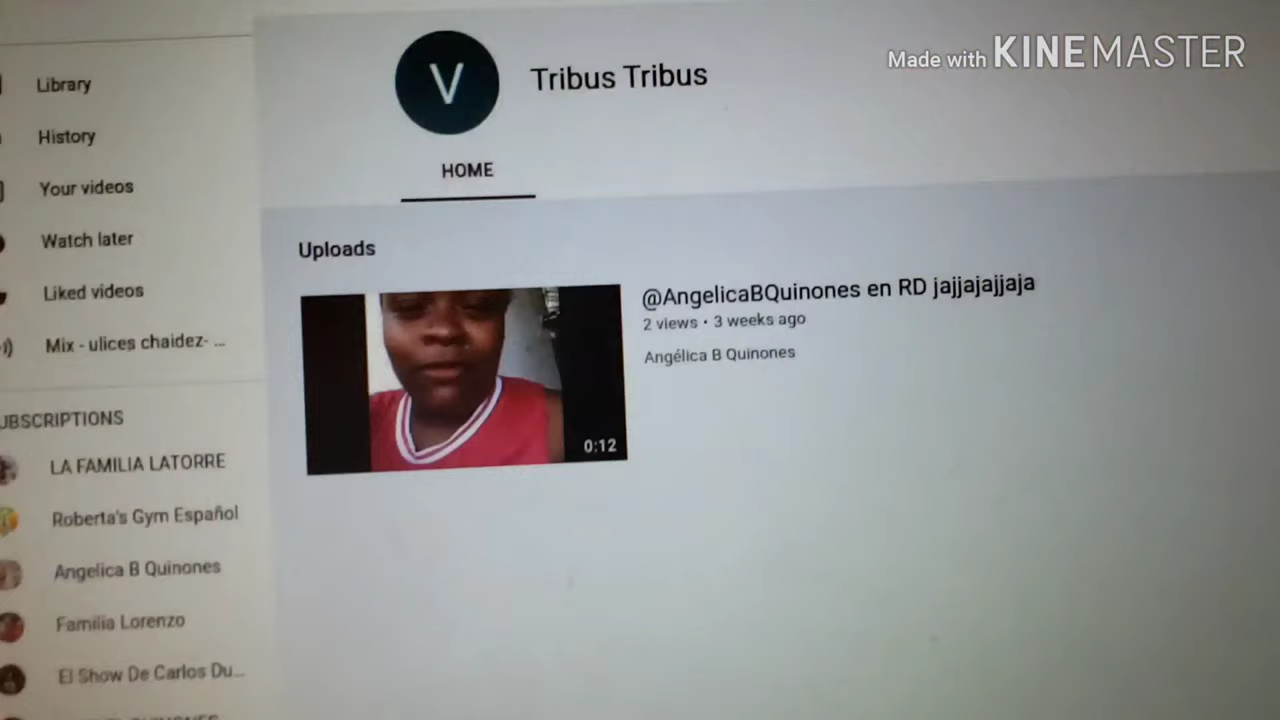 Made with KINEMASTER
Library
History
Your videos
Watch later
Liked videos
Mix - ulices chaidez- ...
UBSCRIPTIONS
LA FAMILIA LATORRE
Roberta's Gym Español
Angelica B Quinones
Familia Lorenzo
El Show De Carlos Du...
V
Tribus Tribus
HOME
Uploads
0:12
@AngelicaBQuinones en RD jajjajajjaja
2 views • 3 weeks ago
Angélica B Quinones